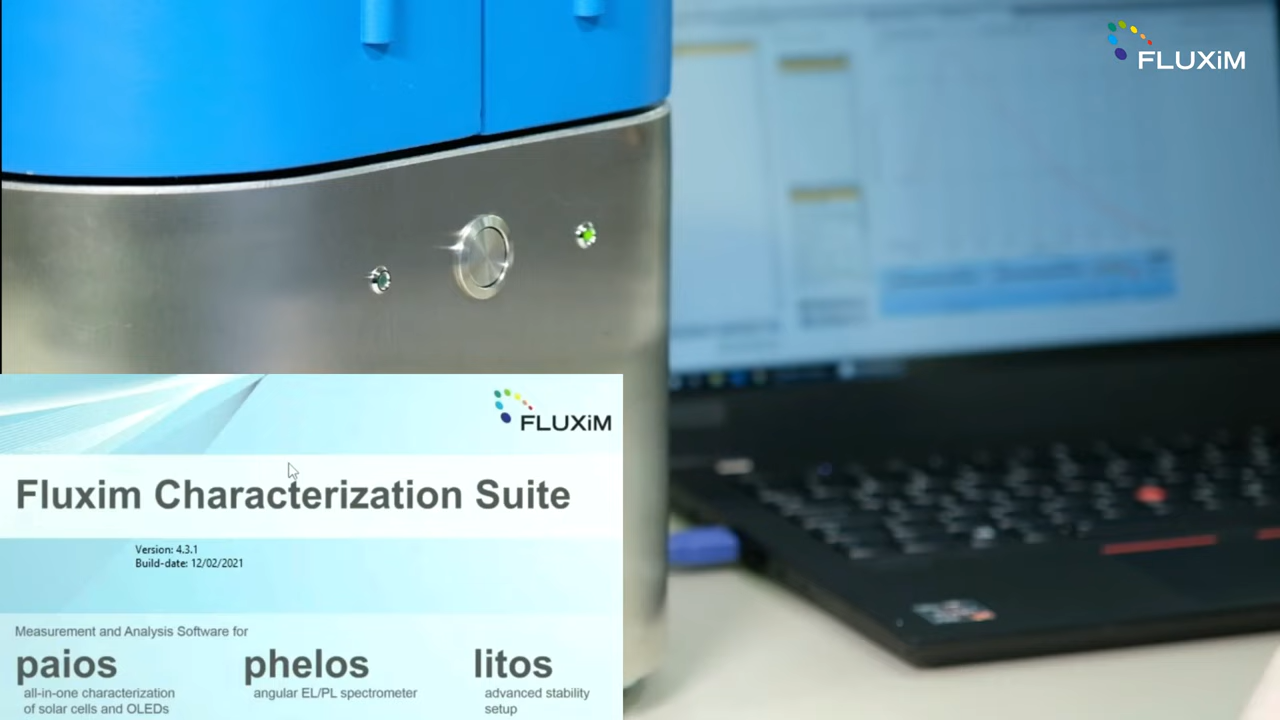 FLUXiM
FLUXiM
Fluxim Characterization Suite
Version: 4.3.1
Build-date: 12/02/2021
Measurement and Analysis Software for
paios
all-in-one characterization
of solar cells and OLEDs
phelos
angular EL/PL spectrometer
litos
advanced stability
setup